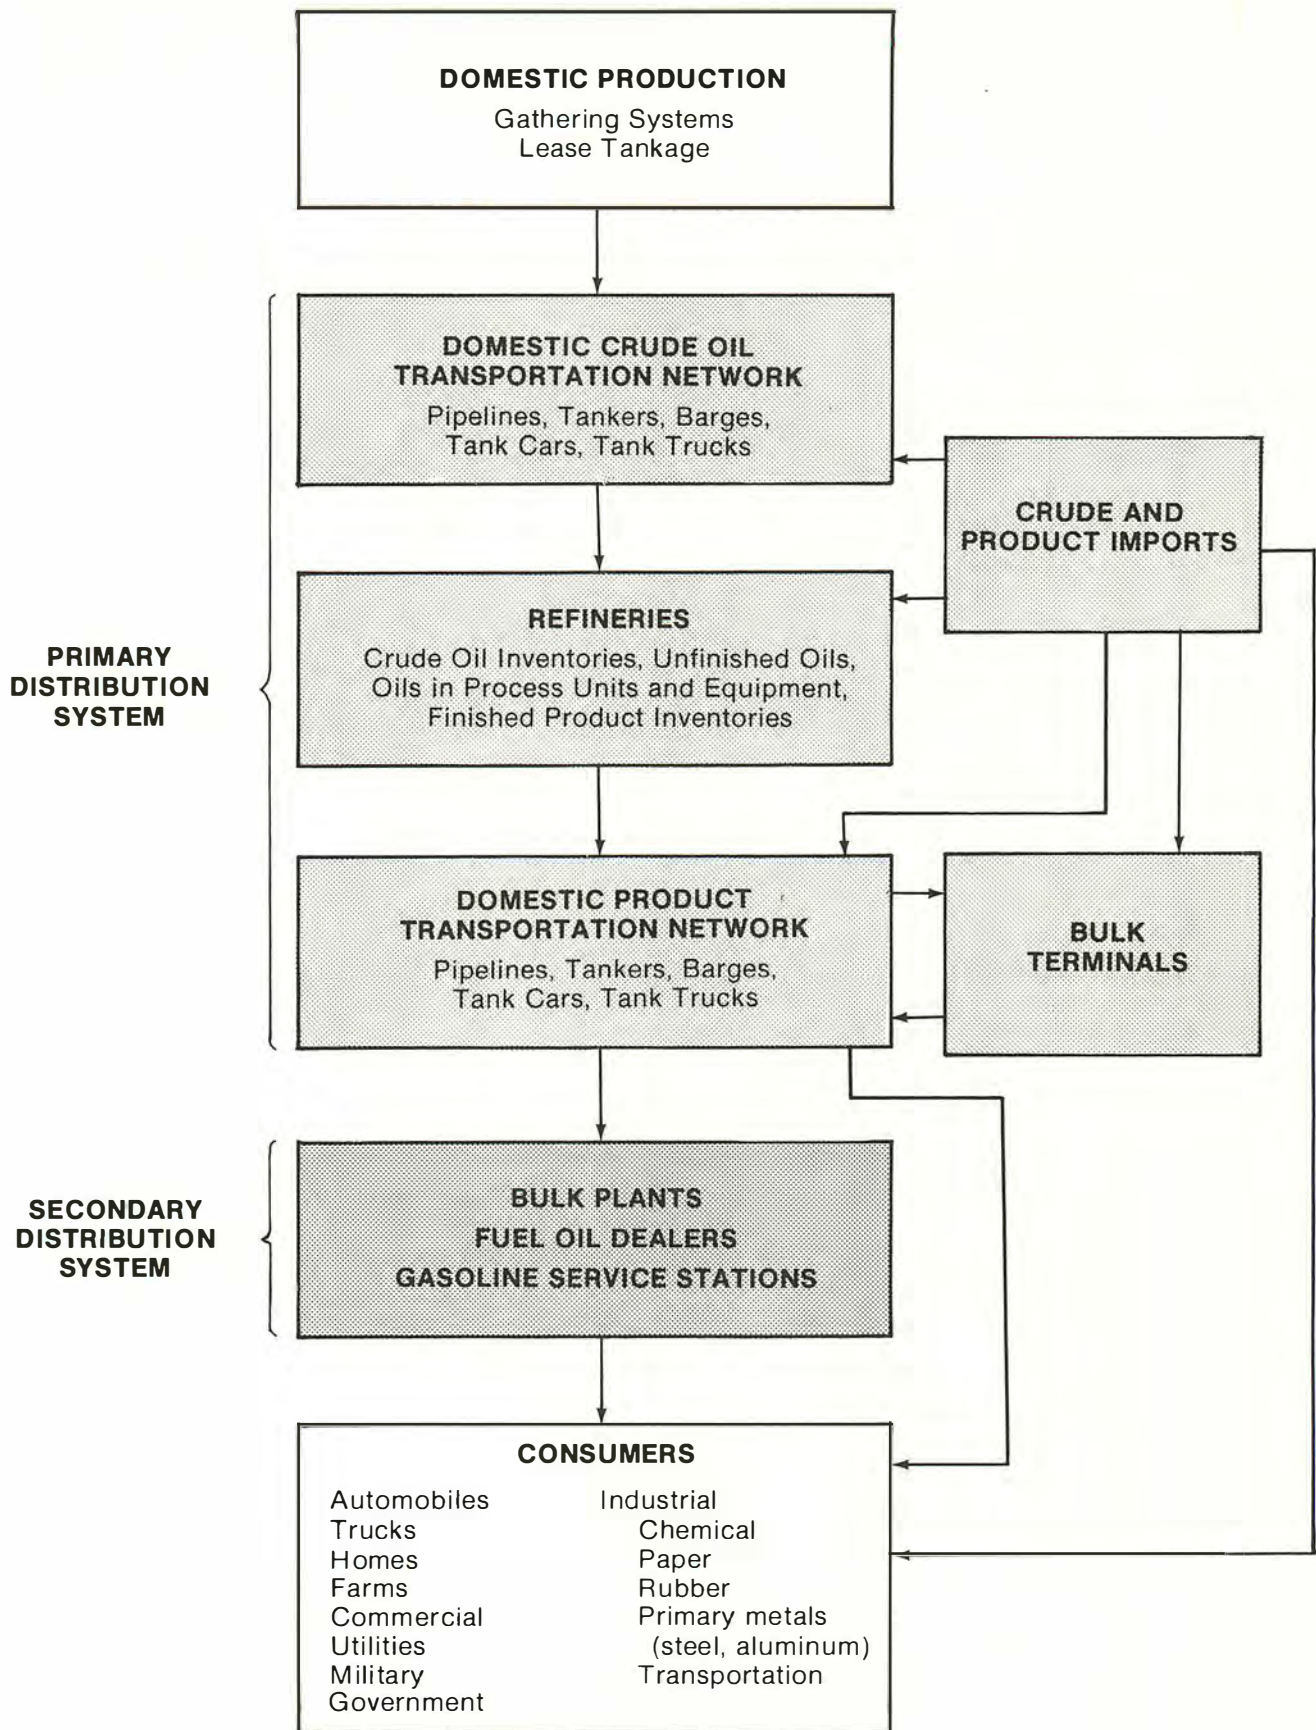 DOMESTIC PRODUCTION
Gathering Systems
Lease Tankage
DOMESTIC CRUDE OIL
TRANSPORTATION NETWORK
Pipelines, Tankers, Barges,
Tank Cars, Tank Trucks
CRUDE AND
PRODUCT IMPORTS
REFINERIES
Crude Oil Inventories, Unfinished Oils,
Oils in Process Units and Equipment,
Finished Product Inventories
PRIMARY
DISTRIBUTION
SYSTEM
DOMESTIC PRODUCT
TRANSPORTATION NETWORK
Pipelines, Tankers, Barges,
Tank Cars, Tank Trucks
BULK
TERMINALS
SECONDARY
DISTRIBUTION
SYSTEM
BULK PLANTS
FUEL OIL DEALERS
GASOLINE SERVICE STATIONS
CONSUMERS
Automobiles
Trucks
Homes
Farms
Commercial
Utilities
Military
Government
Industrial
Chemical
Paper
Rubber
Primary metals
(steel, aluminum)
Transportation